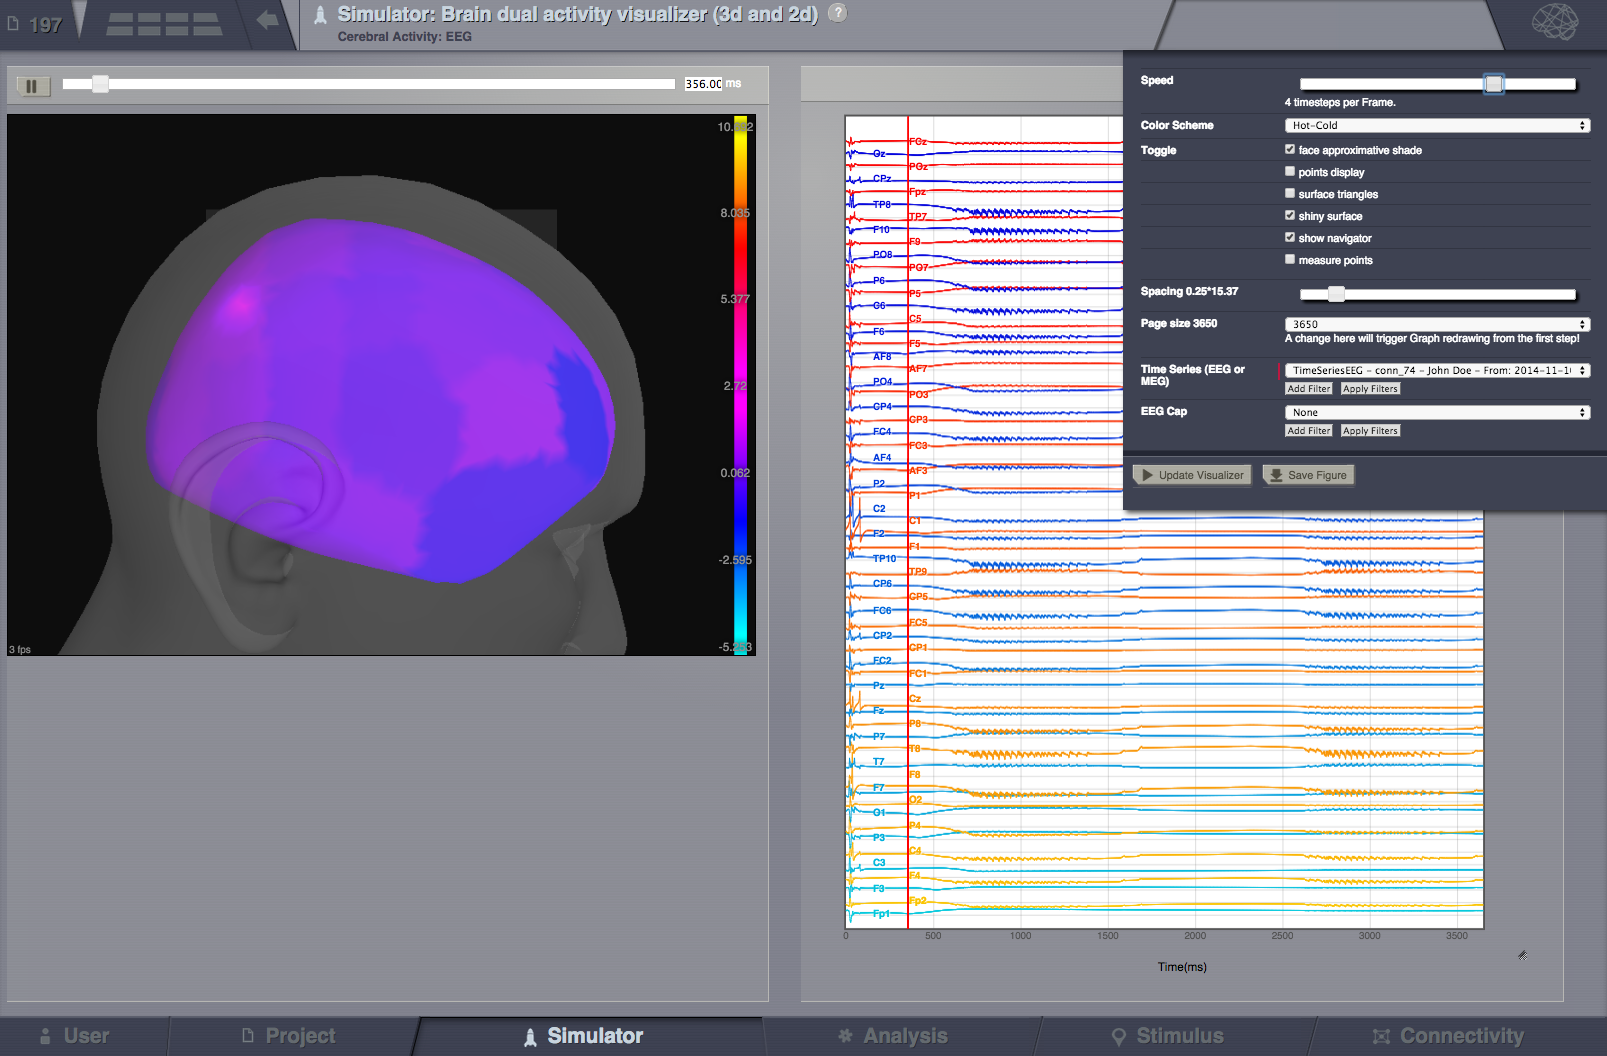 197
Simulator: Brain dual activity visualizer (3d and 2d) ?
Cerebral Activity: EEG
356.00 ms
8.035
5.377
2.72
0.062
-2.595
3 fps
FCz
Oz
POz
CPz
Fpz
TP8
TP7
F10
F9
PO8
PO7
P6
P5
C6
C5
F6
F5
AF8
AF7
PO4
PO3
CP4
CP3
FC4
FC3
AF4
AF3
P2
P1
C2
C1
F2
F1
TP10
TP9
CP6
CP5
FC6
FC5
CP2
CP1
FC2
FC1
Pz
Cz
Fz
P8
P7
T8
T7
F8
F7
O2
O1
P4
P3
C4
C3
F4
F3
Fp2
Fp1
0 500 1000 1500 2000 2500 3000 3500
Time(ms)
Speed
4 timesteps per Frame.
Color Scheme Hot-Cold
Toggle face approximative shade
points display
surface triangles
shiny surface
show navigator
measure points
Spacing 0.25*15.37
Page size 3650 3650
A change here will trigger Graph redrawing from the first step!
Time Series (EEG or
MEG)
TimeSeriesEEG - conn_74 - John Doe - From: 2014-11-1
Add Filter Apply Filters
EEG Cap None
Add Filter Apply Filters
Update Visualizer Save Figure
User Project Simulator Analysis Stimulus Connectivity